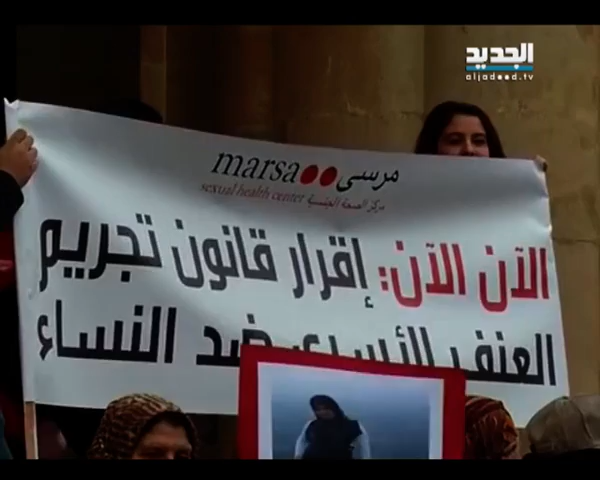 الجديد
aljadeed.tv
marsa مرسى
sexual health center مركز الصحة الجنسية
الآن الآن: إقرار قانون تجريم
العنف الأسري ضد النساء